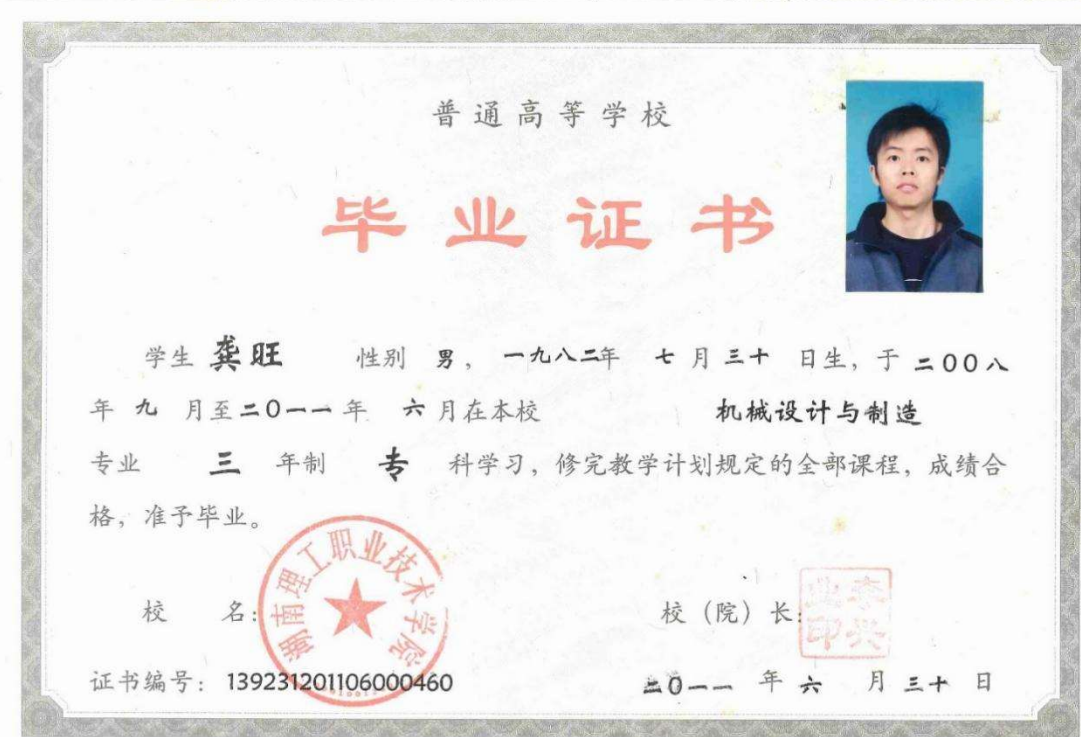 普通高等学校
毕业证书
学生 龚旺 性别 男，一九八二年 七月三十 日生，于二00八
年 九 月至二0一一年 六月在本校 机械设计与制造
专业 三 年制 专 科学习，修完教学计划规定的全部课程，成绩合
格，准予毕业。
湖南理工职业技术学院
校 名： 校（院）长：
证书编号：139231201106000460 二0一一 年 六 月 三十 日